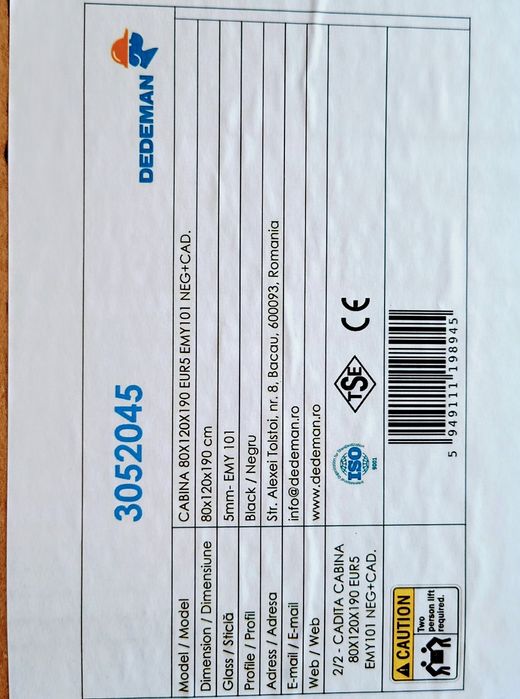 3052045
DEDEMAN
Model / Model CABINA 80X120X190 EUR5 EMY101 NEG+CAD.
Dimension / Dimensiune 80x120x190 cm
Glass / Sticlă 5mm- EMY 101
Profile / Profil Black / Negru
Adress / Adresa Str. Alexei Tolstoi, nr. 8, Bacau, 600093, Romania
E-mail / E-mail info@dedeman.ro
Web / Web www.dedeman.ro
2/2 - CADITA CABINA
80X120X190 EUR5
EMY101 NEG+CAD.
ISO
9001
TSE
CE
CAUTION
Two
person lift
required.
5 949111 198945